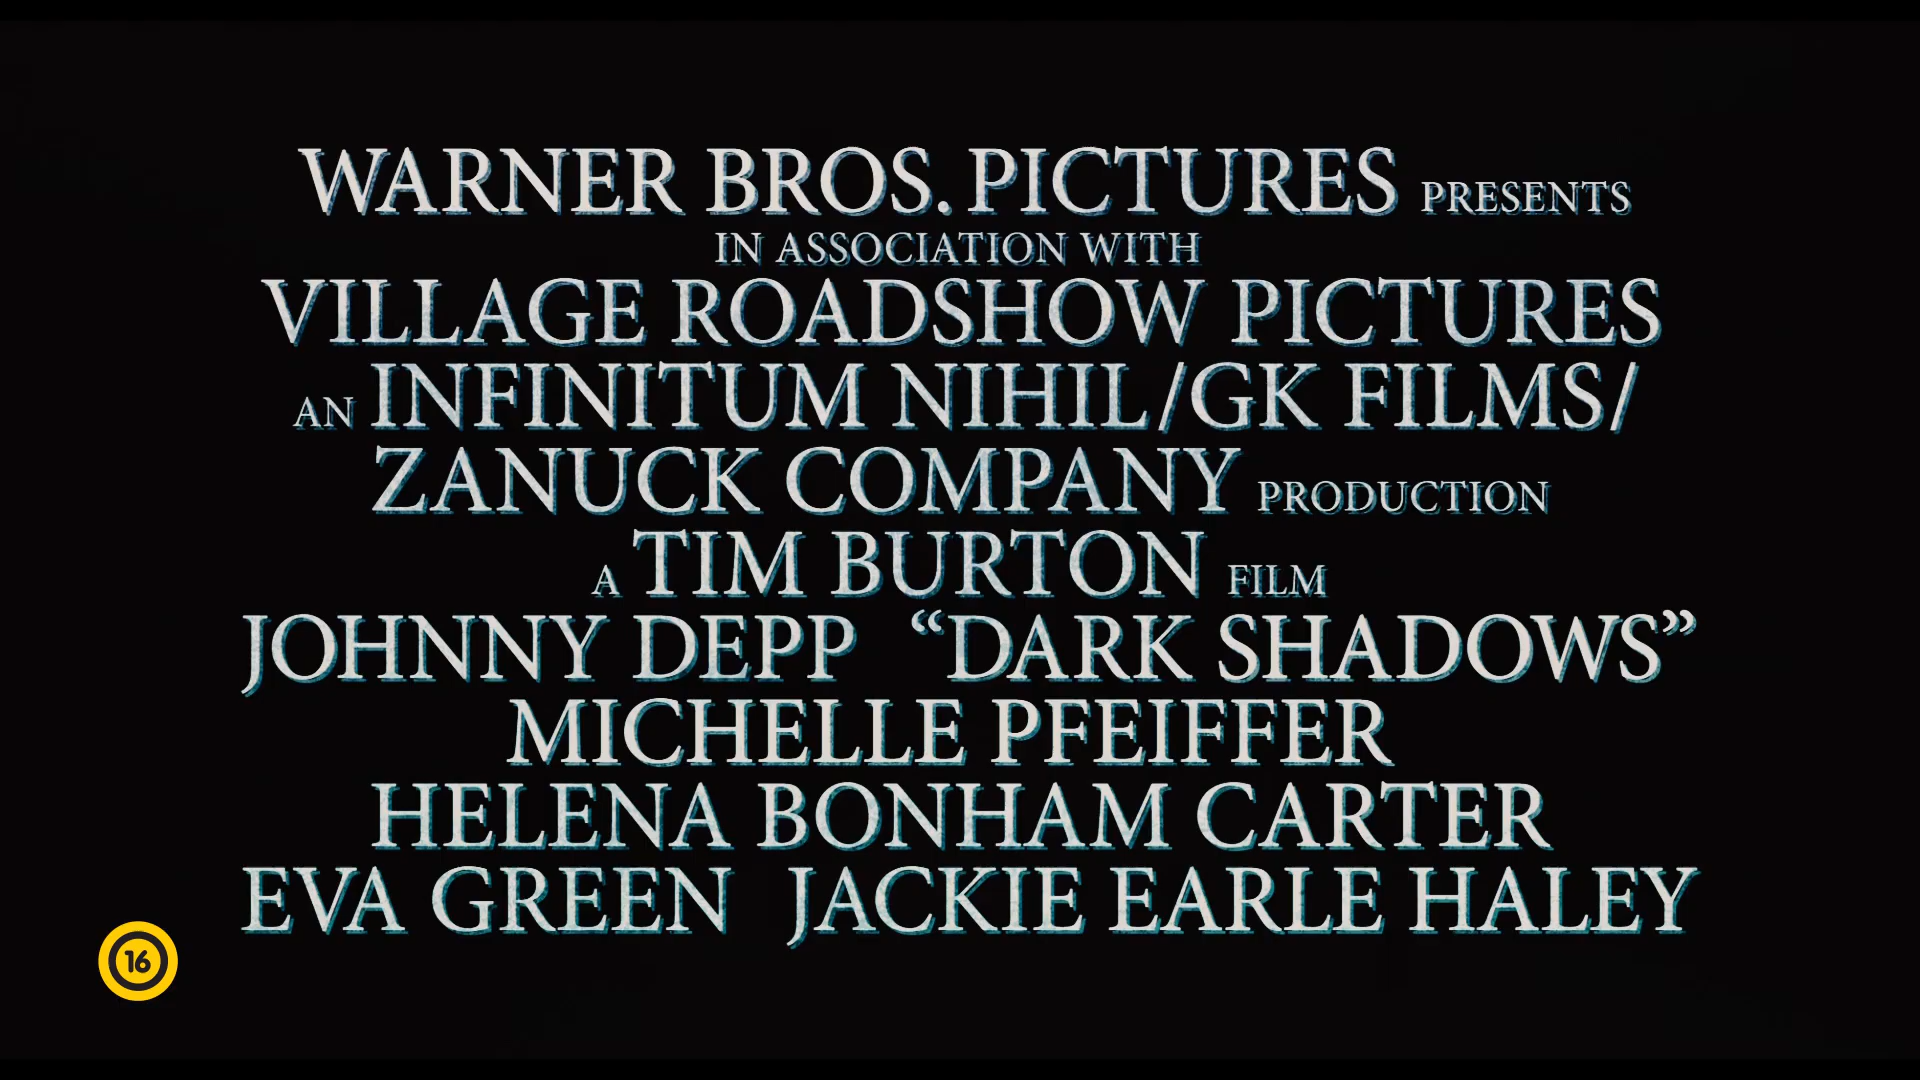 WARNER BROS. PICTURES PRESENTS
IN ASSOCIATION WITH
VILLAGE ROADSHOW PICTURES
AN INFINITUM NIHIL/GK FILMS/
ZANUCK COMPANY PRODUCTION
A TIM BURTON FILM
JOHNNY DEPP “DARK SHADOWS”
MICHELLE PFEIFFER
HELENA BONHAM CARTER
EVA GREEN JACKIE EARLE HALEY
16